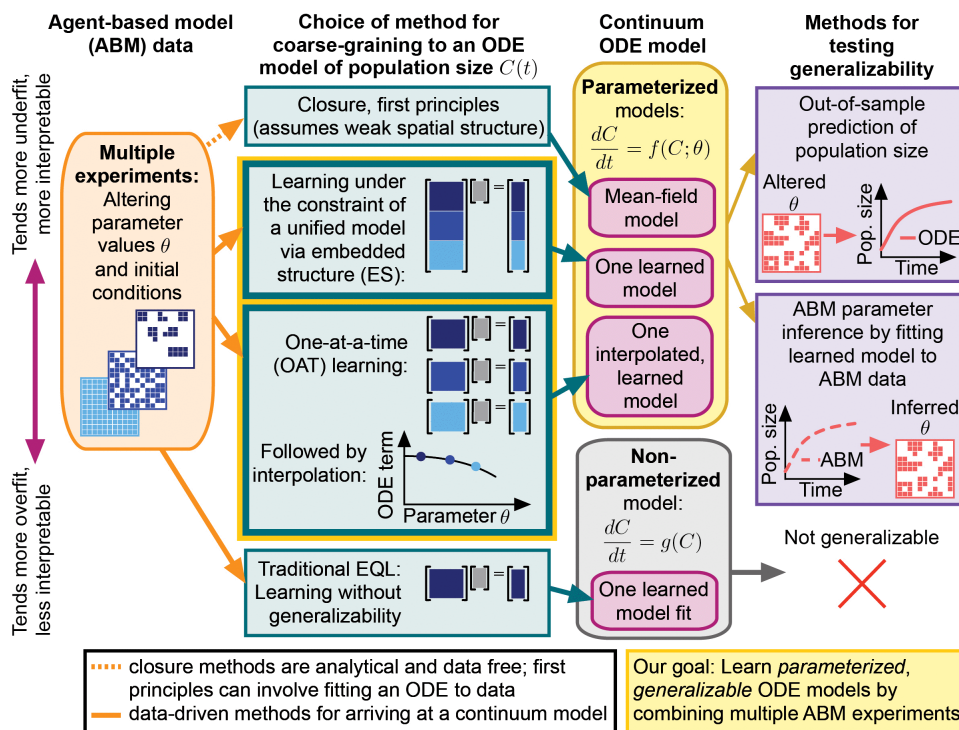 Agent-based model
(ABM) data
Choice of method for
coarse-graining to an ODE
model of population size C(t)
Continuum
ODE model
Methods for
testing
generalizability
Tends more underfit,
more interpretable
Tends more overfit,
less interpretable
Multiple
experiments:
Altering
parameter
values θ
and initial
conditions
Closure, first principles
(assumes weak spatial structure)
Learning under
the constraint of
a unified model
via embedded
structure (ES):
=
One-at-a-time
(OAT) learning:
=
=
=
Followed by
interpolation:
ODE term
Parameter θ
Traditional EQL:
Learning without
generalizability
=
Parameterized
models:
dC/dt = f(C; θ)
Mean-field
model
One learned
model
One
interpolated,
learned
model
Non-
parameterized
model:
dC/dt = g(C)
One learned
model fit
Out-of-sample
prediction of
population size
Altered
θ
Pop. size
ODE
Time
ABM parameter
inference by fitting
learned model to
ABM data
Pop. size
ABM
Time
Inferred
θ
Not generalizable
closure methods are analytical and data free; first
principles can involve fitting an ODE to data
data-driven methods for arriving at a continuum model
Our goal: Learn parameterized,
generalizable ODE models by
combining multiple ABM experiments